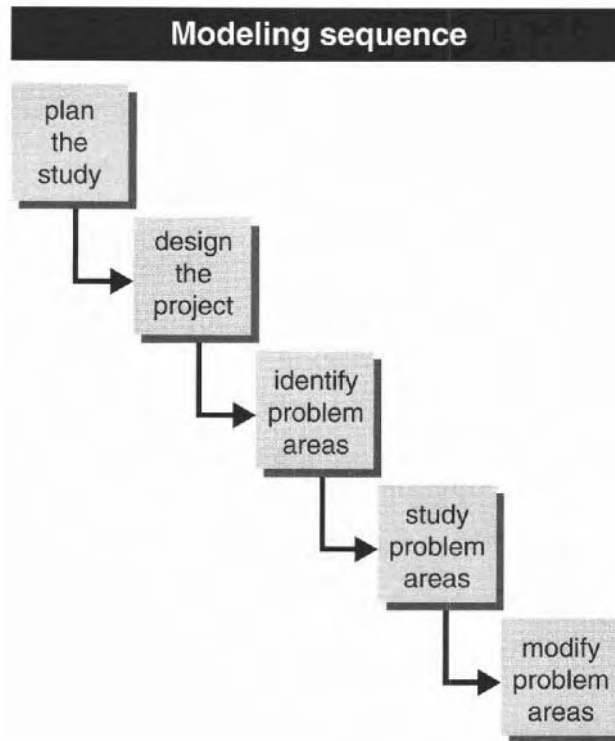 Modeling sequence
plan
the
study
design
the
project
identify
problem
areas
study
problem
areas
modify
problem
areas